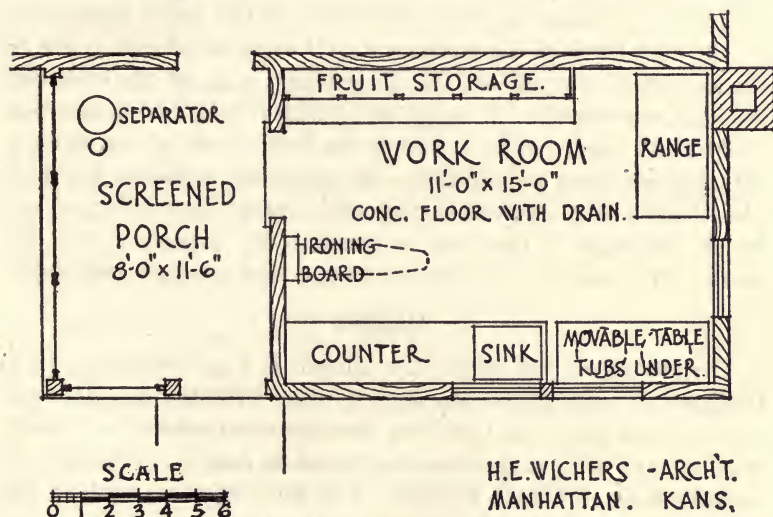 FRUIT STORAGE.
SEPARATOR
SCREENED
PORCH
8'-0" x 11'-6"
WORK ROOM
11'-0" x 15'-0"
CONC. FLOOR WITH DRAIN.
RANGE
IRONING
BOARD
COUNTER
SINK
MOVABLE TABLE
TUBS UNDER.
SCALE
0 1 2 3 4 5 6
H.E. WICHERS - ARCH'T.
MANHATTAN. KANS.